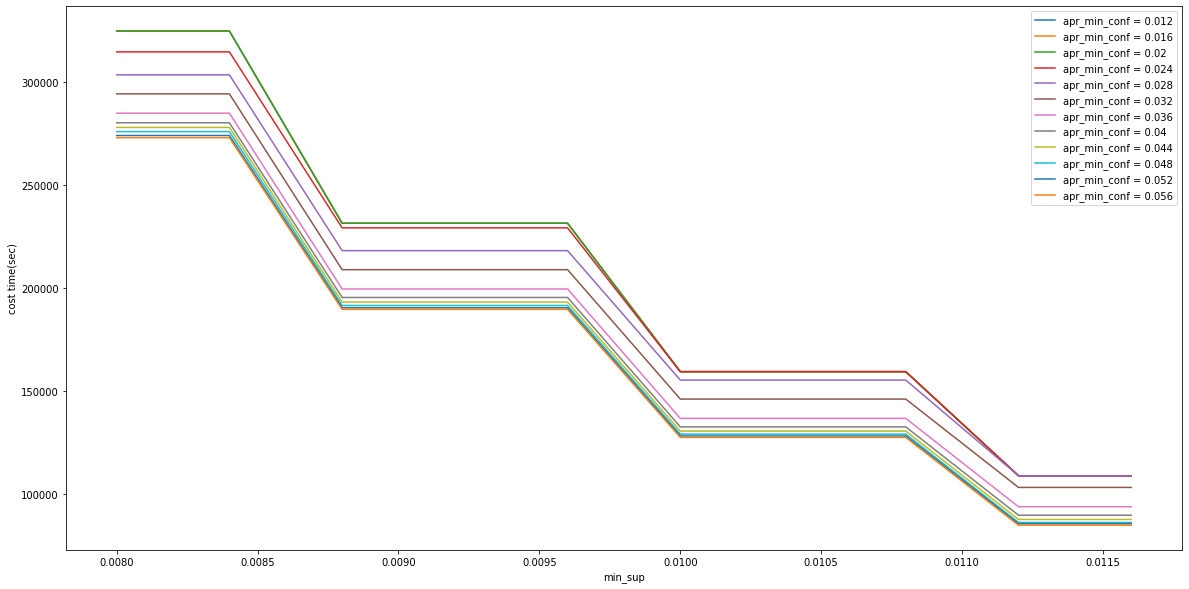 apr_min_conf = 0.012
apr_min_conf = 0.016
apr_min_conf = 0.02
apr_min_conf = 0.024
apr_min_conf = 0.028
apr_min_conf = 0.032
apr_min_conf = 0.036
apr_min_conf = 0.04
apr_min_conf = 0.044
apr_min_conf = 0.048
apr_min_conf = 0.052
apr_min_conf = 0.056
300000
250000
200000
150000
100000
cost time(sec)
0.0080 0.0085 0.0090 0.0095 0.0100 0.0105 0.0110 0.0115
min_sup